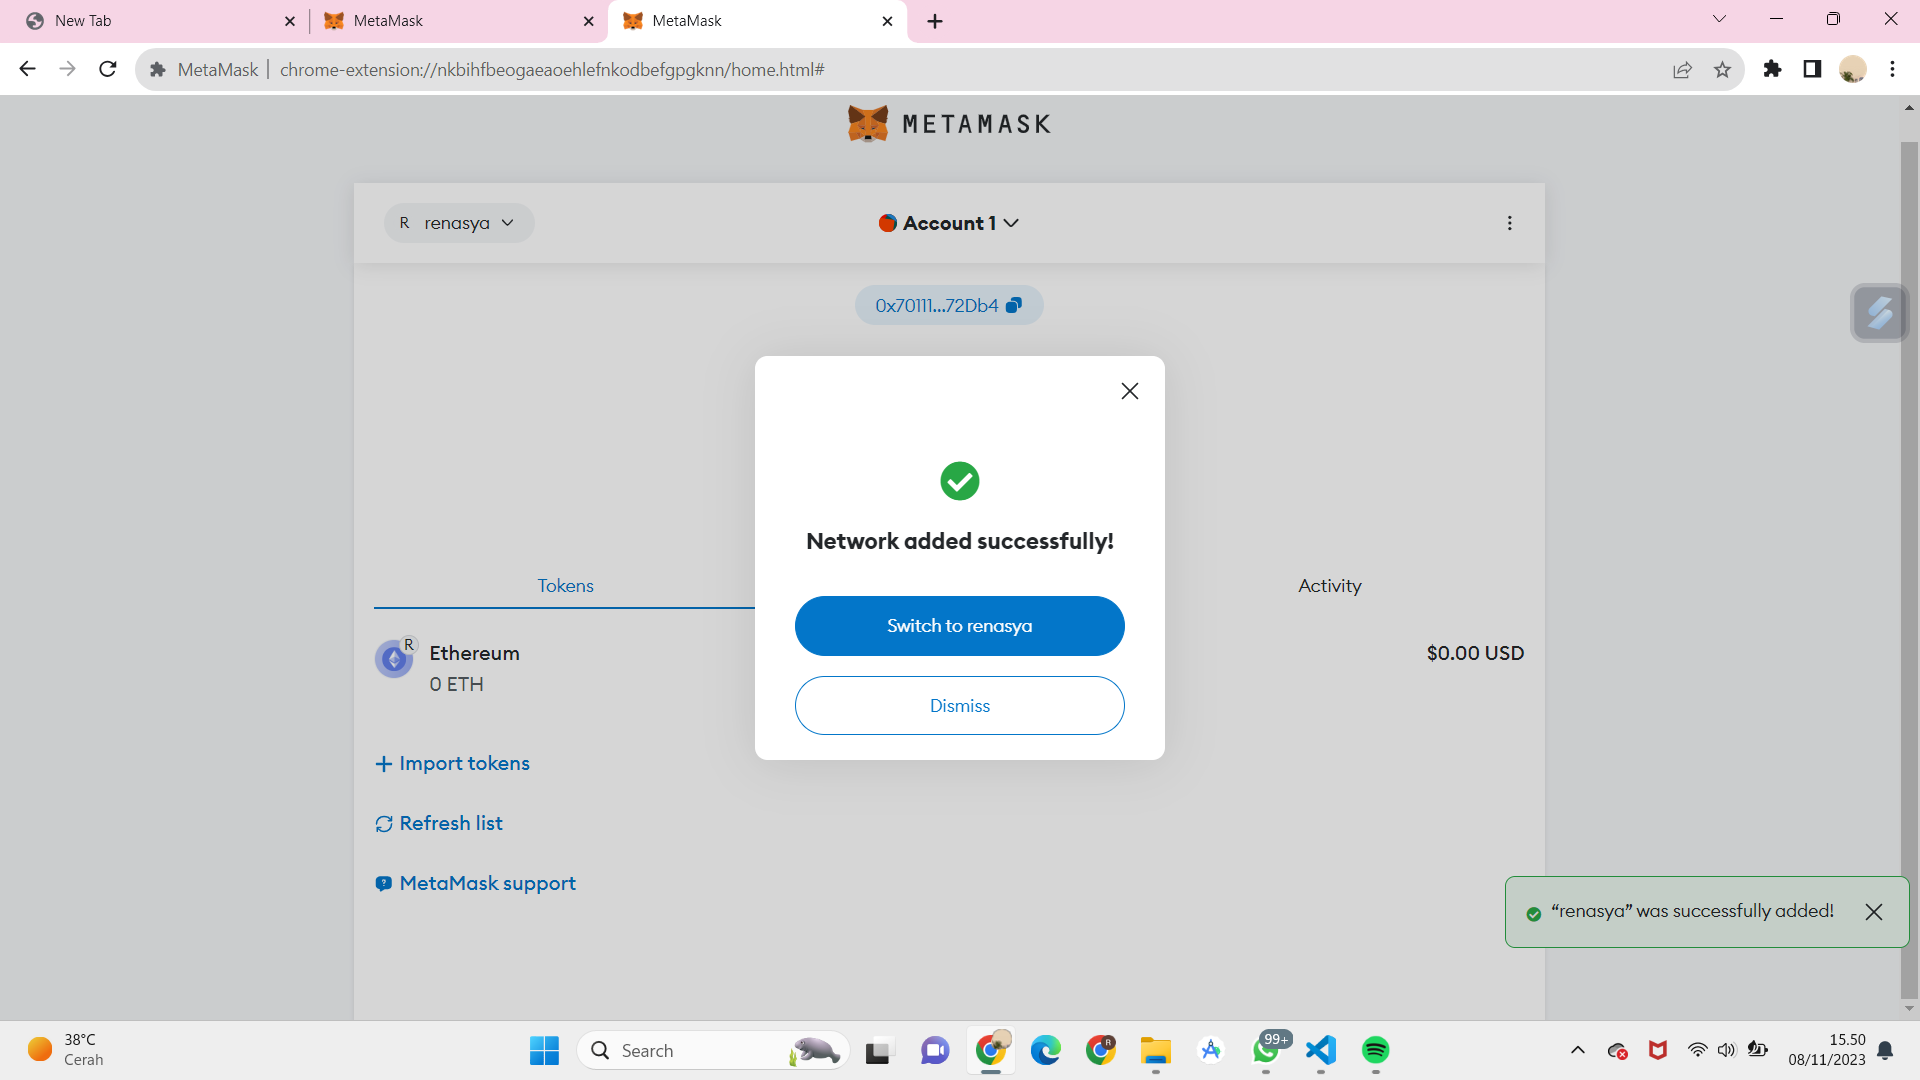 New Tab
MetaMask
MetaMask
MetaMask
chrome-extension://nkbihfbeogaeaoehlefnkodbefgpgknn/home.html#
METAMASK
R renasya
Account 1
0x70111...72Db4
Network added successfully!
Tokens
Activity
Switch to renasya
R
Ethereum
$0.00 USD
0 ETH
Dismiss
Import tokens
Refresh list
? MetaMask support
“renasya” was successfully added!
38°C
Cerah
Search
R
99+
15.50
08/11/2023